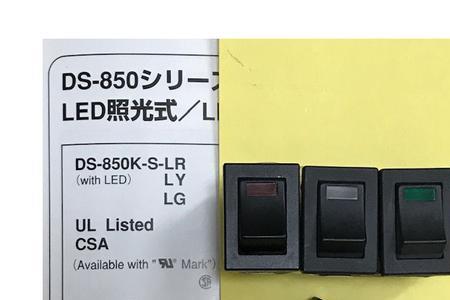 DS-850シリー
LED照光式／L
DS-850K-S-LR
(with LED) LY
LG
UL Listed
CSA
(Available with " Mark")